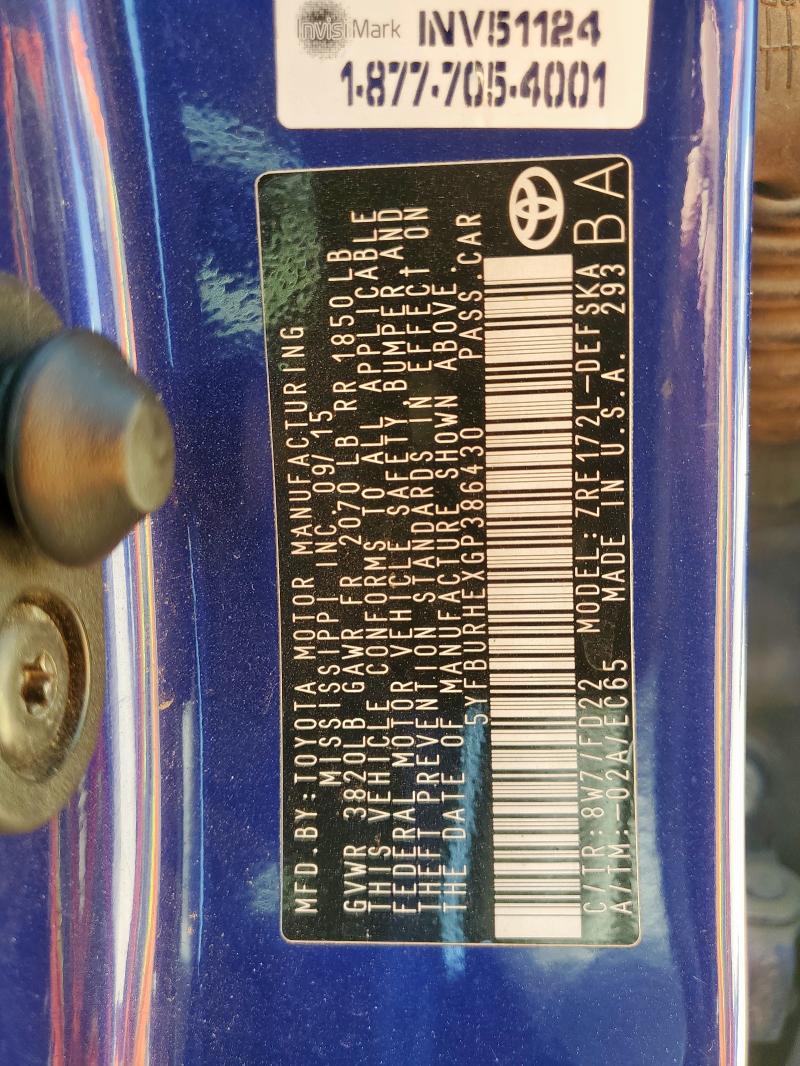 InvisiMark INV51124
1-877-705-4001
MFD.BY:TOYOTA MOTOR MANUFACTURING
MISSISSIPPI INC. 09/15
GVWR 3820LB GAWR FR 2070 LB RR 1850LB
THIS VEHICLE CONFORMS TO ALL APPLICABLE
FEDERAL MOTOR VEHICLE SAFETY, BUMPER, AND
THEFT PREVENTION STANDARDS IN EFFECT ON
THE DATE OF MANUFACTURE SHOWN ABOVE.
5YFBURHEXGP386430 PASS.CAR
C/TR:8W7/FD22 MODEL:ZRE172L-DEFSKA
A/TM:-02A/EC65 MADE IN U.S.A. 293
BA